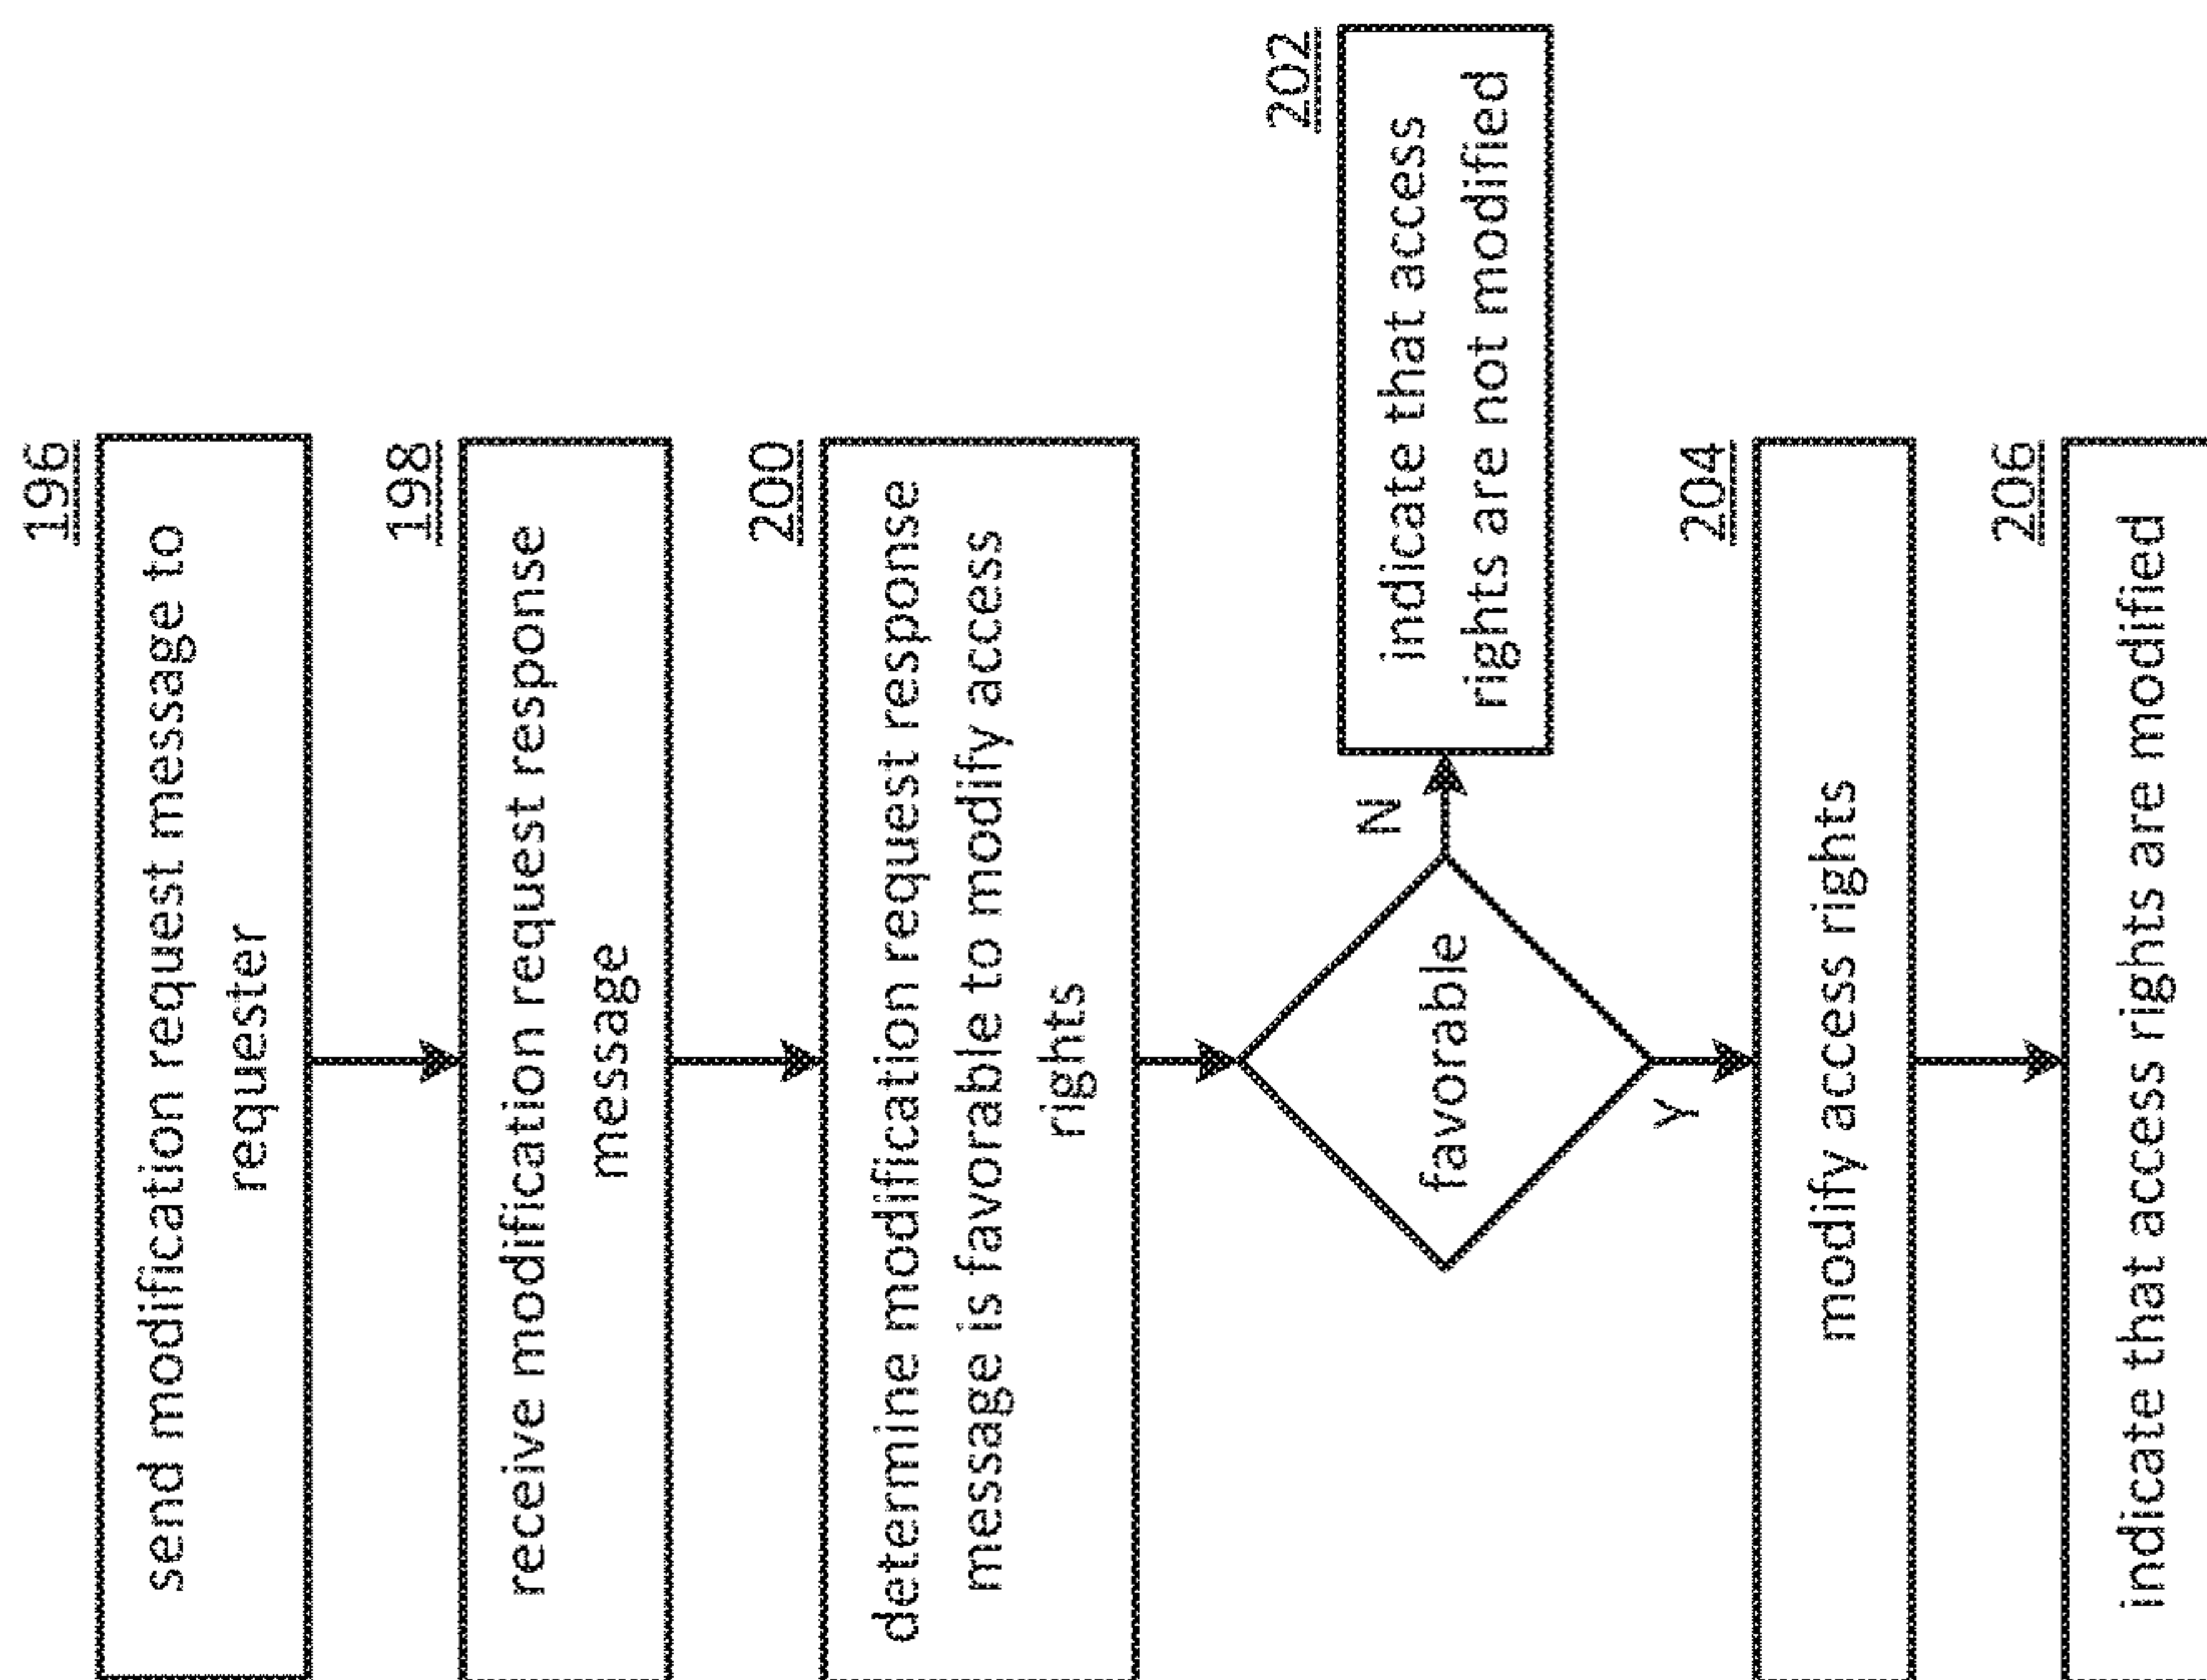 196
send modification request message to
requester
198
receive modification request response
message
200
determine modification request response
message is favorable to modify access
rights
favorable
N
202
indicate that access
rights are not modified
Y
204
modify access rights
206
indicate that access rights are modified